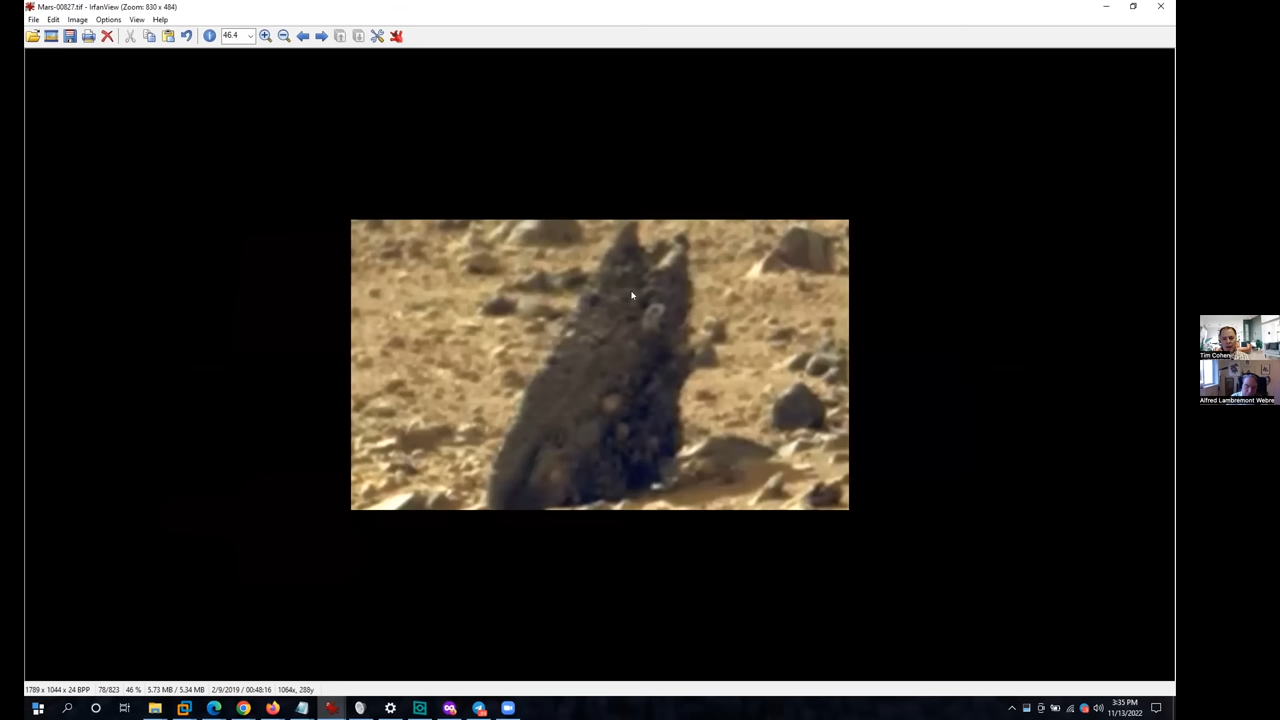 Mars-00827.tif - IrfanView (Zoom: 830 x 484)
File Edit Image Options View Help
46.4
Tim Cohen
Alfred Lambremont Webre
1789 x 1044 x 24 BPP 78/823 46 % 5.73 MB / 5.34 MB 2/9/2019 / 00:48:16 1064x, 288y
3:35 PM
11/13/2022